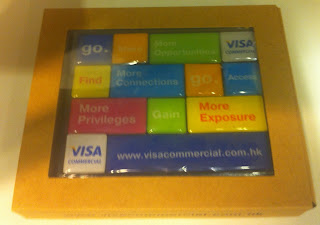 go.
More
Opportunities
VISA
Find
More
Connections
go.
Access
More
Privileges
Gain
More
Exposure
VISA
COMMERCIAL
www.visacommercial.com.hk